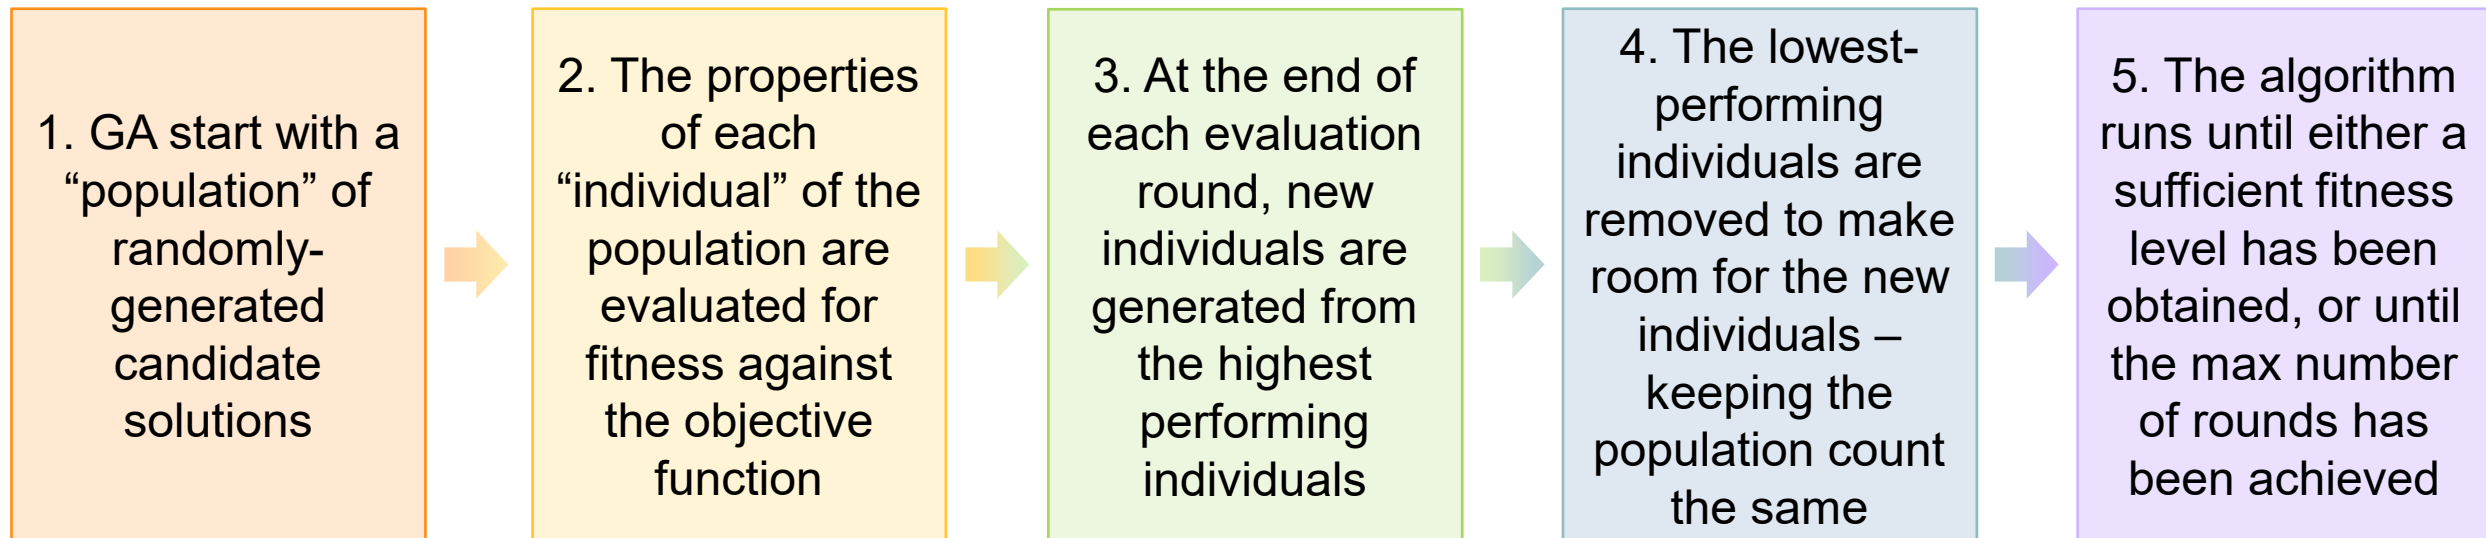 1. GA start with a
“population” of
randomly-
generated
candidate
solutions
2. The properties
of each
“individual” of the
population are
evaluated for
fitness against
the objective
function
3. At the end of
each evaluation
round, new
individuals are
generated from
the highest
performing
individuals
4. The lowest-
performing
individuals are
removed to make
room for the new
individuals –
keeping the
population count
the same
5. The algorithm
runs until either a
sufficient fitness
level has been
obtained, or until
the max number
of rounds has
been achieved